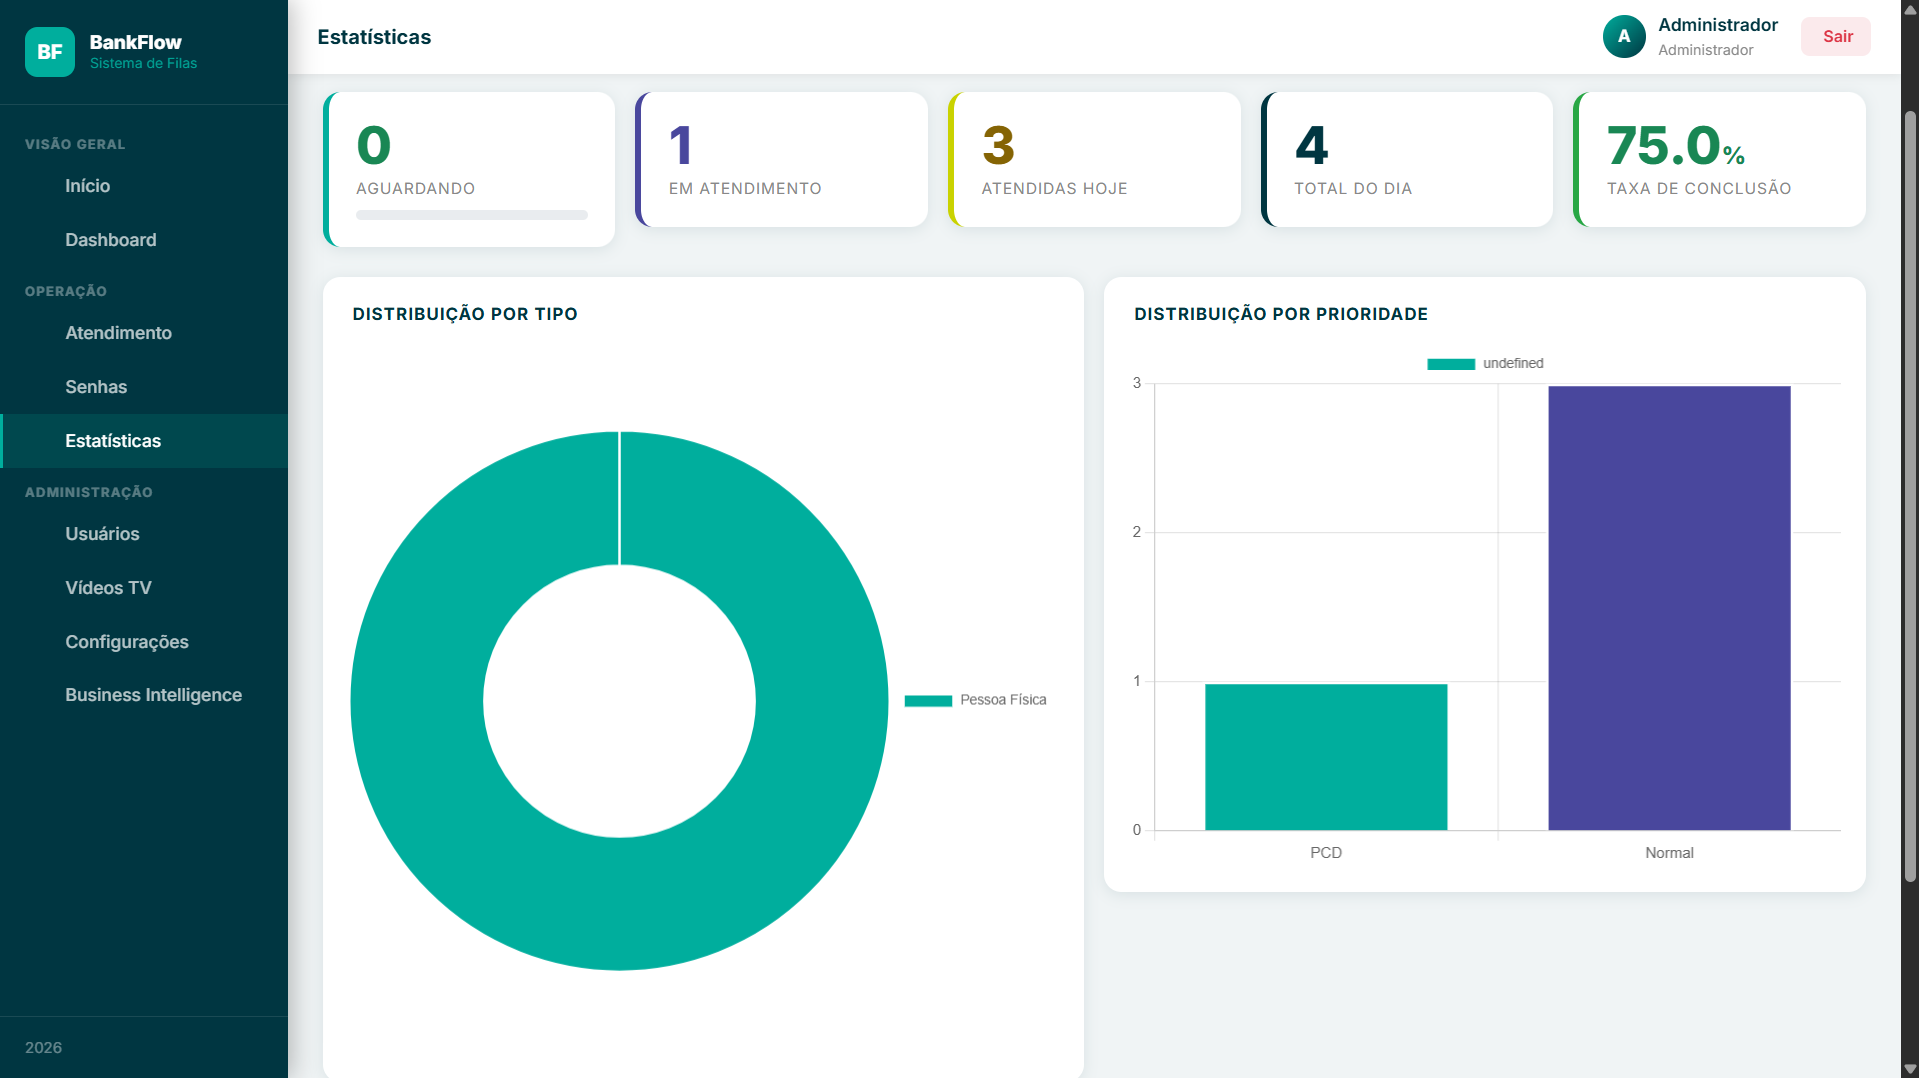 BF
BankFlow
Sistema de Filas
VISÃO GERAL
Início
Dashboard
OPERAÇÃO
Atendimento
Senhas
Estatísticas
ADMINISTRAÇÃO
Usuários
Vídeos TV
Configurações
Business Intelligence
2026
Estatísticas
A
Administrador
Administrador
Sair
0
AGUARDANDO
1
EM ATENDIMENTO
3
ATENDIDAS HOJE
4
TOTAL DO DIA
75.0%
TAXA DE CONCLUSÃO
DISTRIBUIÇÃO POR TIPO
Pessoa Física
DISTRIBUIÇÃO POR PRIORIDADE
undefined
3
2
1
0
PCD
Normal